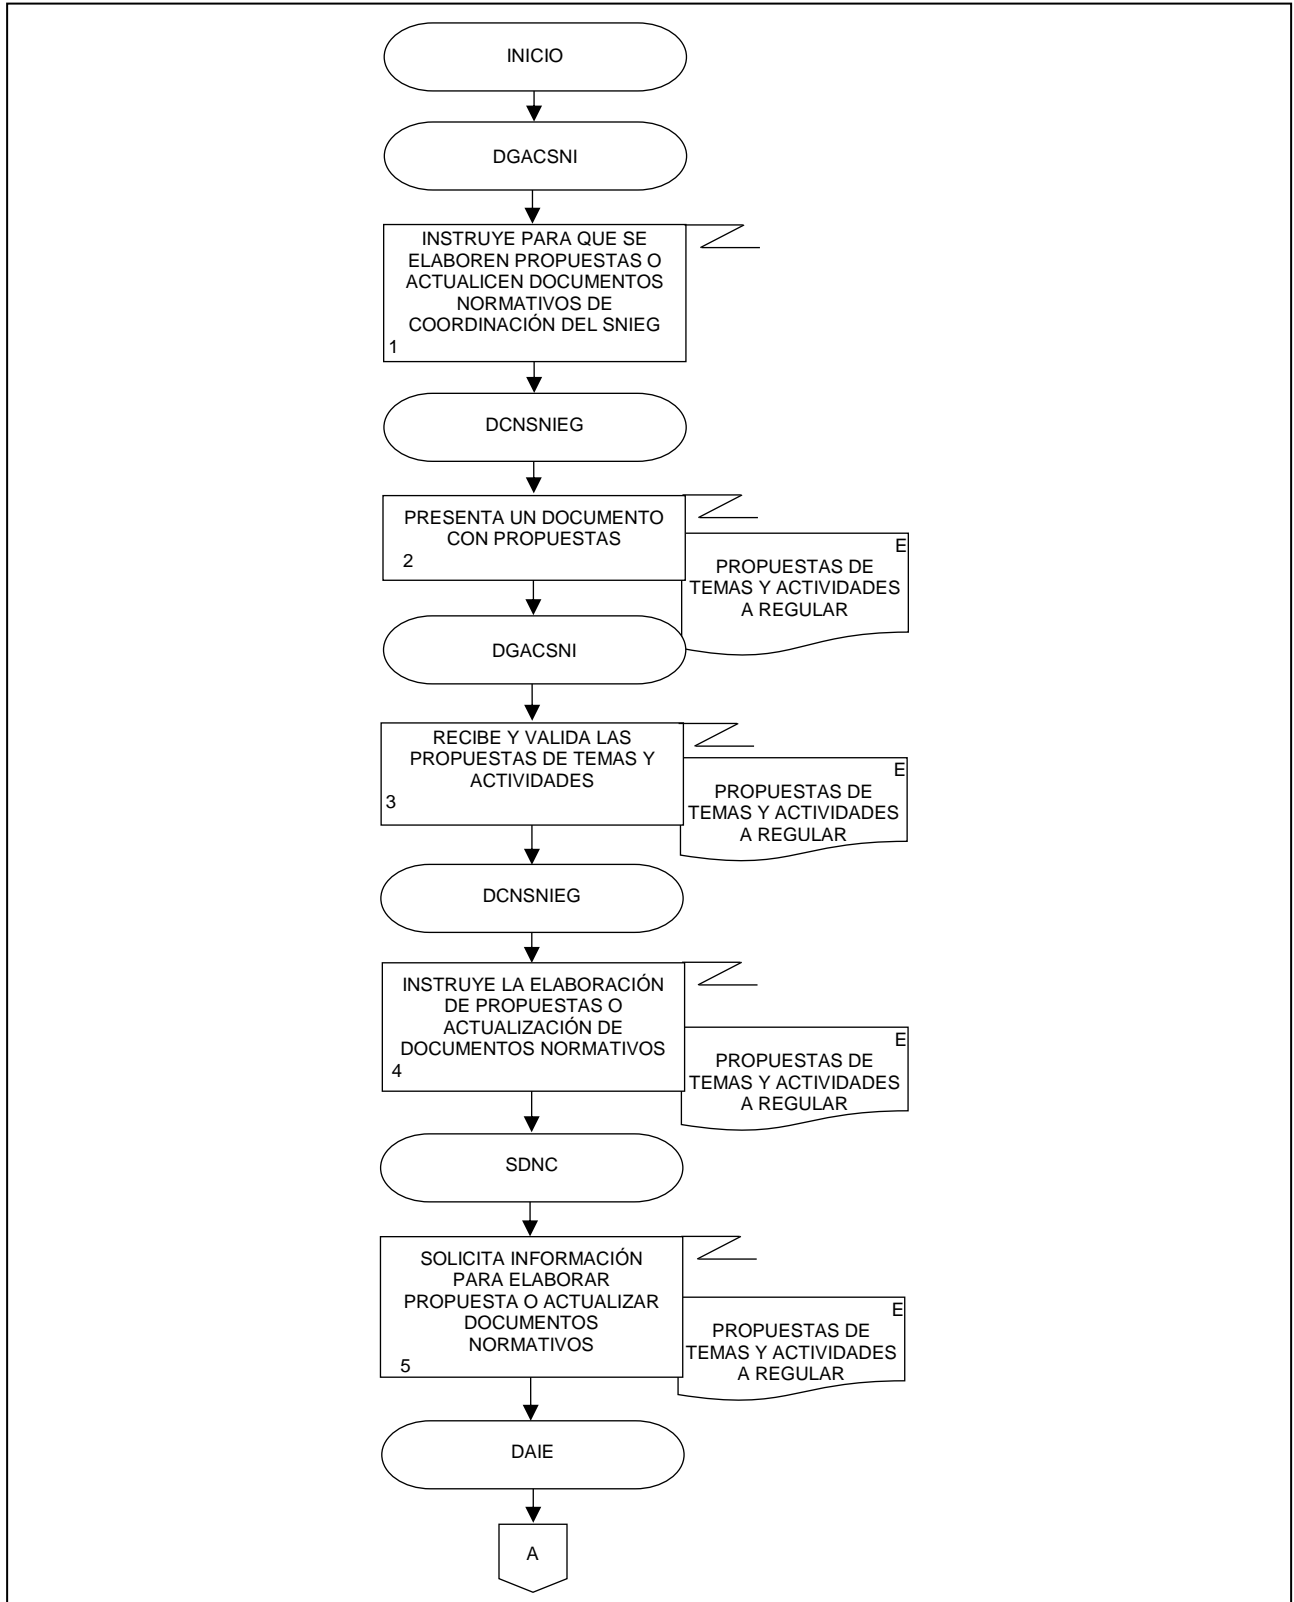 INICIO
DGACSNI
INSTRUYE PARA QUE SE
ELABOREN PROPUESTAS O
ACTUALICEN DOCUMENTOS
NORMATIVOS DE
COORDINACIÓN DEL SNIEG
1
DCNSNIEG
PRESENTA UN DOCUMENTO
CON PROPUESTAS
2
E
PROPUESTAS DE
TEMAS Y ACTIVIDADES
A REGULAR
DGACSNI
RECIBE Y VALIDA LAS
PROPUESTAS DE TEMAS Y
ACTIVIDADES
3
E
PROPUESTAS DE
TEMAS Y ACTIVIDADES
A REGULAR
DCNSNIEG
INSTRUYE LA ELABORACIÓN
DE PROPUESTAS O
ACTUALIZACIÓN DE
DOCUMENTOS NORMATIVOS
4
E
PROPUESTAS DE
TEMAS Y ACTIVIDADES
A REGULAR
SDNC
SOLICITA INFORMACIÓN
PARA ELABORAR
PROPUESTA O ACTUALIZAR
DOCUMENTOS
NORMATIVOS
5
E
PROPUESTAS DE
TEMAS Y ACTIVIDADES
A REGULAR
DAIE
A